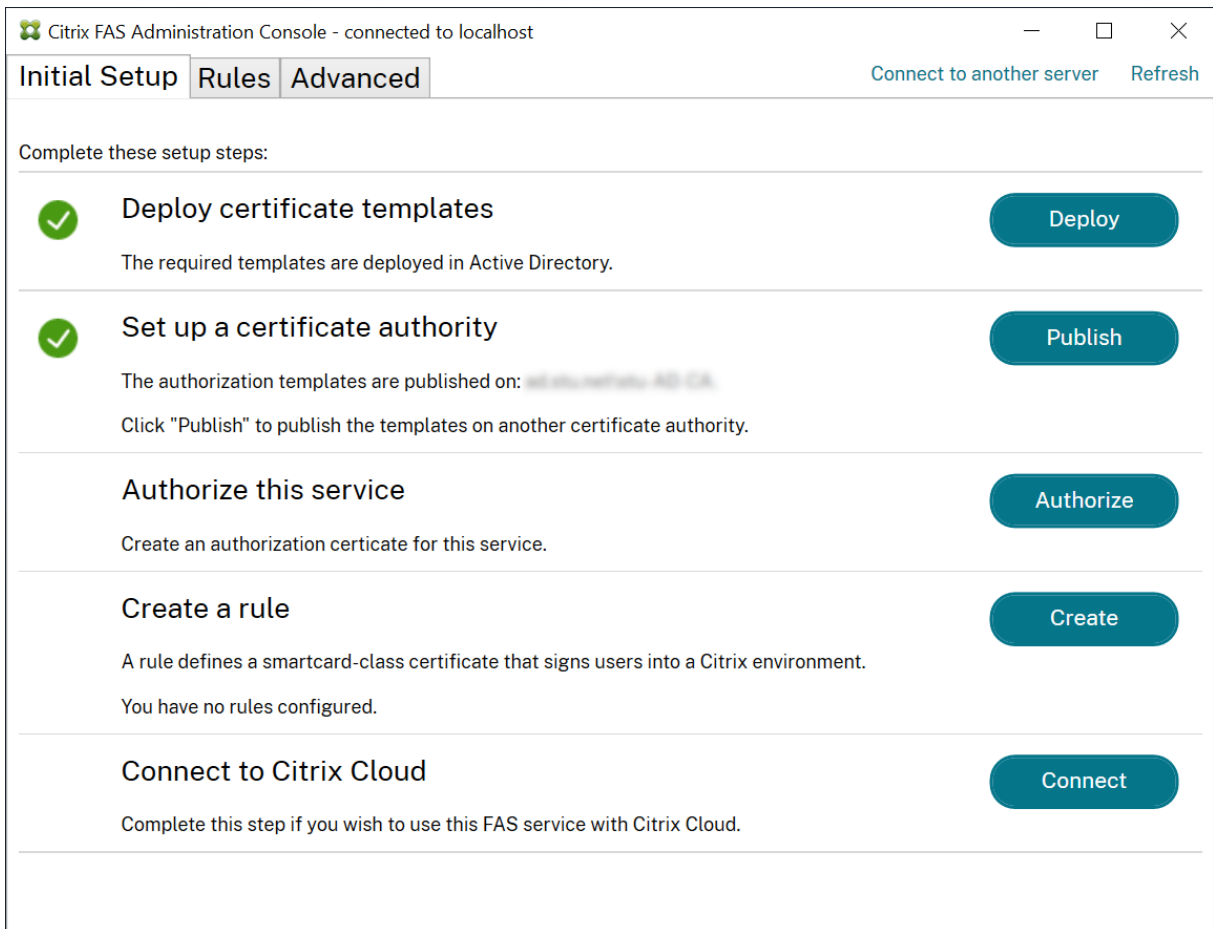 Citrix FAS Administration Console - connected to localhost
Initial Setup Rules Advanced Connect to another server Refresh
Complete these setup steps:
Deploy certificate templates
Deploy
The required templates are deployed in Active Directory.
Set up a certificate authority
Publish
The authorization templates are published on:
Click "Publish" to publish the templates on another certificate authority.
Authorize this service
Authorize
Create an authorization certicate for this service.
Create a rule
Create
A rule defines a smartcard-class certificate that signs users into a Citrix environment.
You have no rules configured.
Connect to Citrix Cloud
Connect
Complete this step if you wish to use this FAS service with Citrix Cloud.